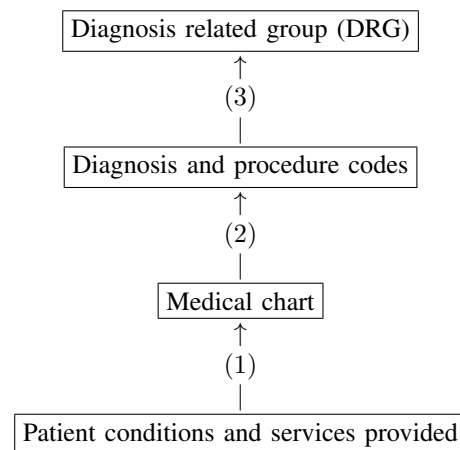 Diagnosis related group (DRG)
(3)
Diagnosis and procedure codes
(2)
Medical chart
(1)
Patient conditions and services provided